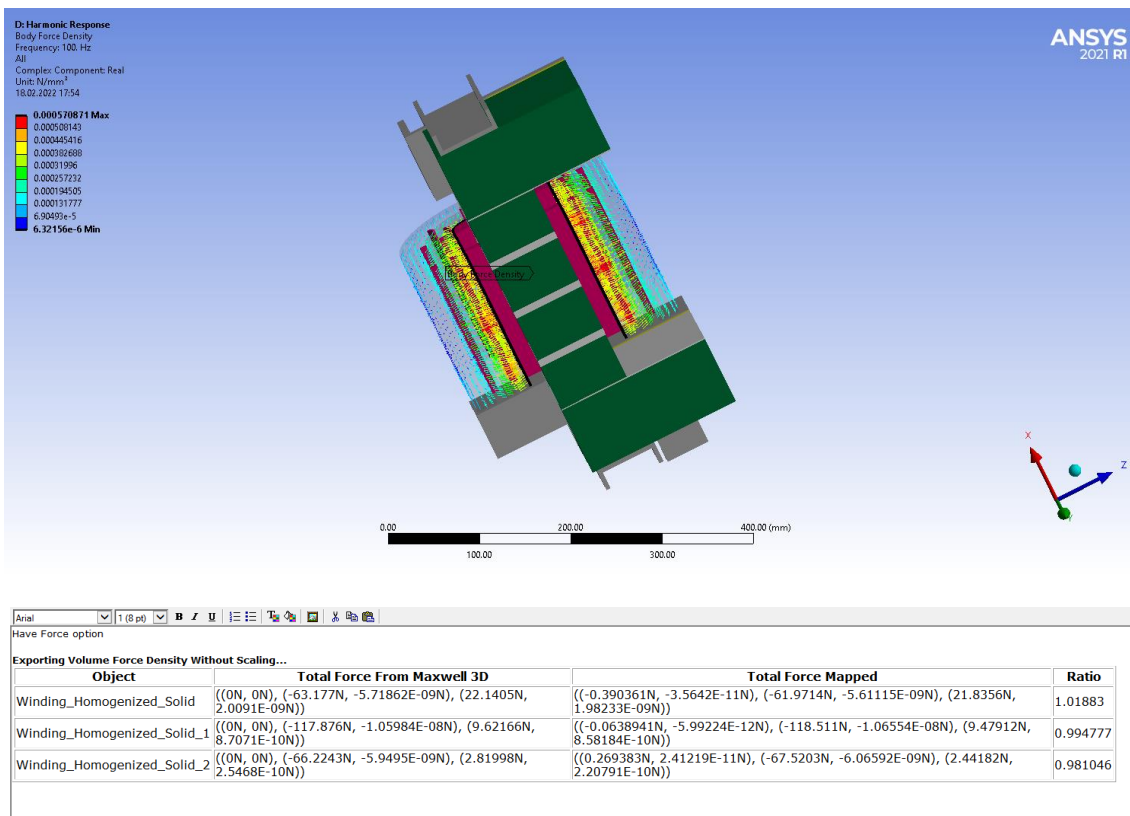 D: Harmonic Response
Body Force Density
Frequency: 100. Hz
All
Complex Component: Real
Unit: N/mm³
18.02.2022 17:54
0.000570871 Max
0.000508143
0.000445416
0.000382688
0.00031996
0.000257232
0.000194505
0.000131777
6.90493e-5
6.32156e-6 Min
ANSYS
2021 R1
Body Force Density
X
Z
Y
0.00 200.00 400.00 (mm)
100.00 300.00
Arial 1 (8 pt) B I U
Have Force option
Exporting Volume Force Density Without Scaling...
Object Total Force From Maxwell 3D Total Force Mapped Ratio
Winding_Homogenized_Solid ((0N, 0N), (-63.177N, -5.71862E-09N), (22.1405N, 2.0091E-09N)) ((-0.390361N, -3.5642E-11N), (-61.9714N, -5.61115E-09N), (21.8356N, 1.98233E-09N)) 1.01883
Winding_Homogenized_Solid_1 ((0N, 0N), (-117.876N, -1.05984E-08N), (9.62166N, 8.7071E-10N)) ((-0.0638941N, -5.99224E-12N), (-118.511N, -1.06554E-08N), (9.47912N, 8.58184E-10N)) 0.994777
Winding_Homogenized_Solid_2 ((0N, 0N), (-66.2243N, -5.9495E-09N), (2.81998N, 2.5468E-10N)) ((0.269383N, 2.41219E-11N), (-67.5203N, -6.06592E-09N), (2.44182N, 2.20791E-10N)) 0.981046